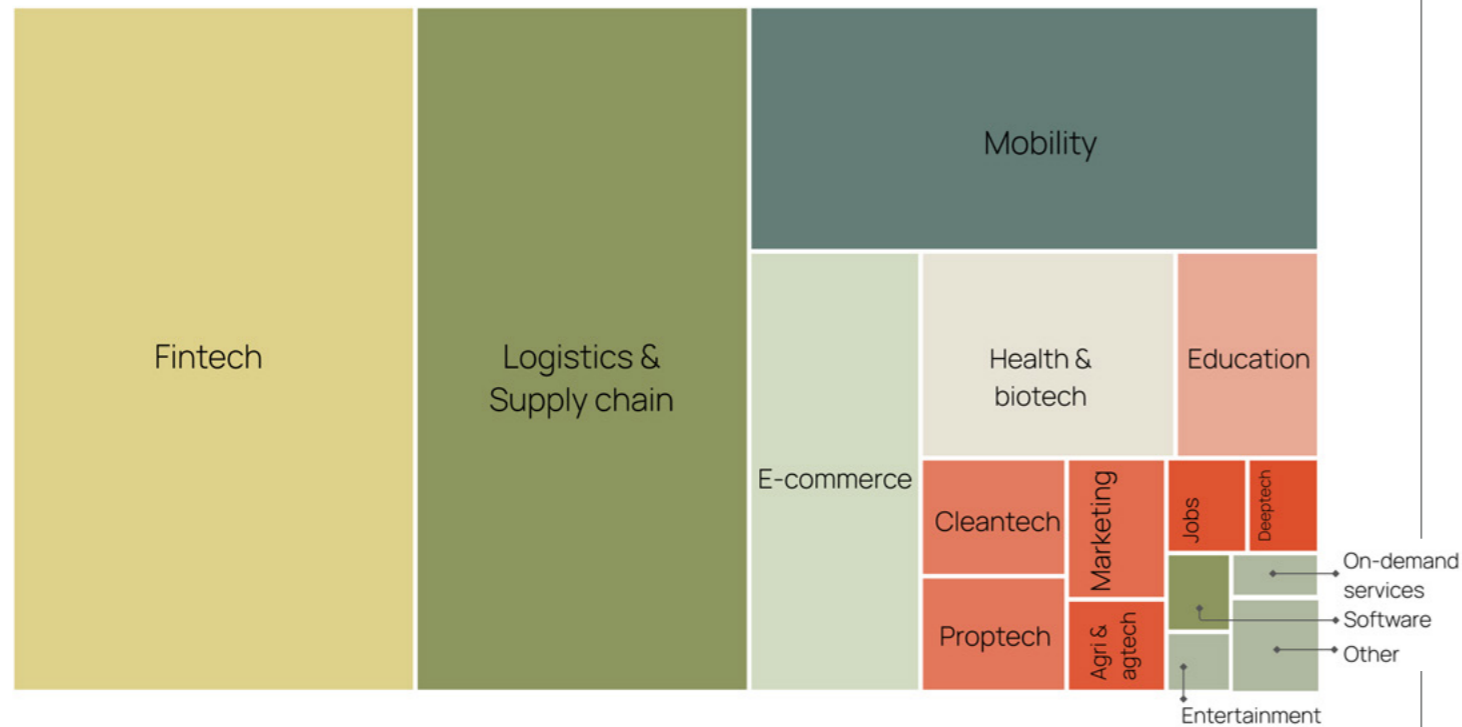 Fintech
Logistics &
Supply chain
Mobility
E-commerce
Health &
biotech
Education
Cleantech
Proptech
Marketing
Agri &
agtech
Jobs
Deeptech
On-demand
services
Software
Other
Entertainment